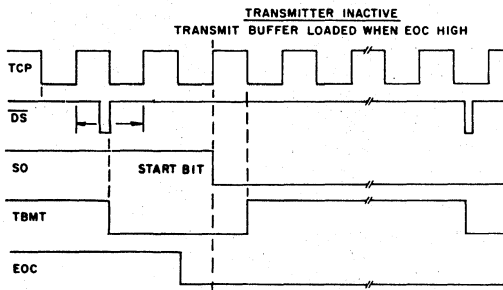 TRANSMITTER INACTIVE
TRANSMIT BUFFER LOADED WHEN EOC HIGH
TCP
DS
SO
START BIT
TBMT
EOC